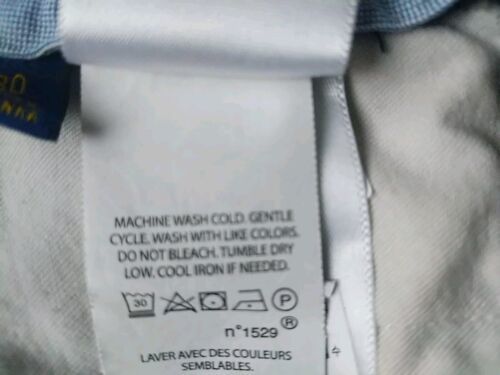 MACHINE WASH COLD. GENTLE
CYCLE. WASH WITH LIKE COLORS.
DO NOT BLEACH. TUMBLE DRY
LOW. COOL IRON IF NEEDED.
30 P
n°1529 ®
LAVER AVEC DES COULEURS
SEMBLABLES.